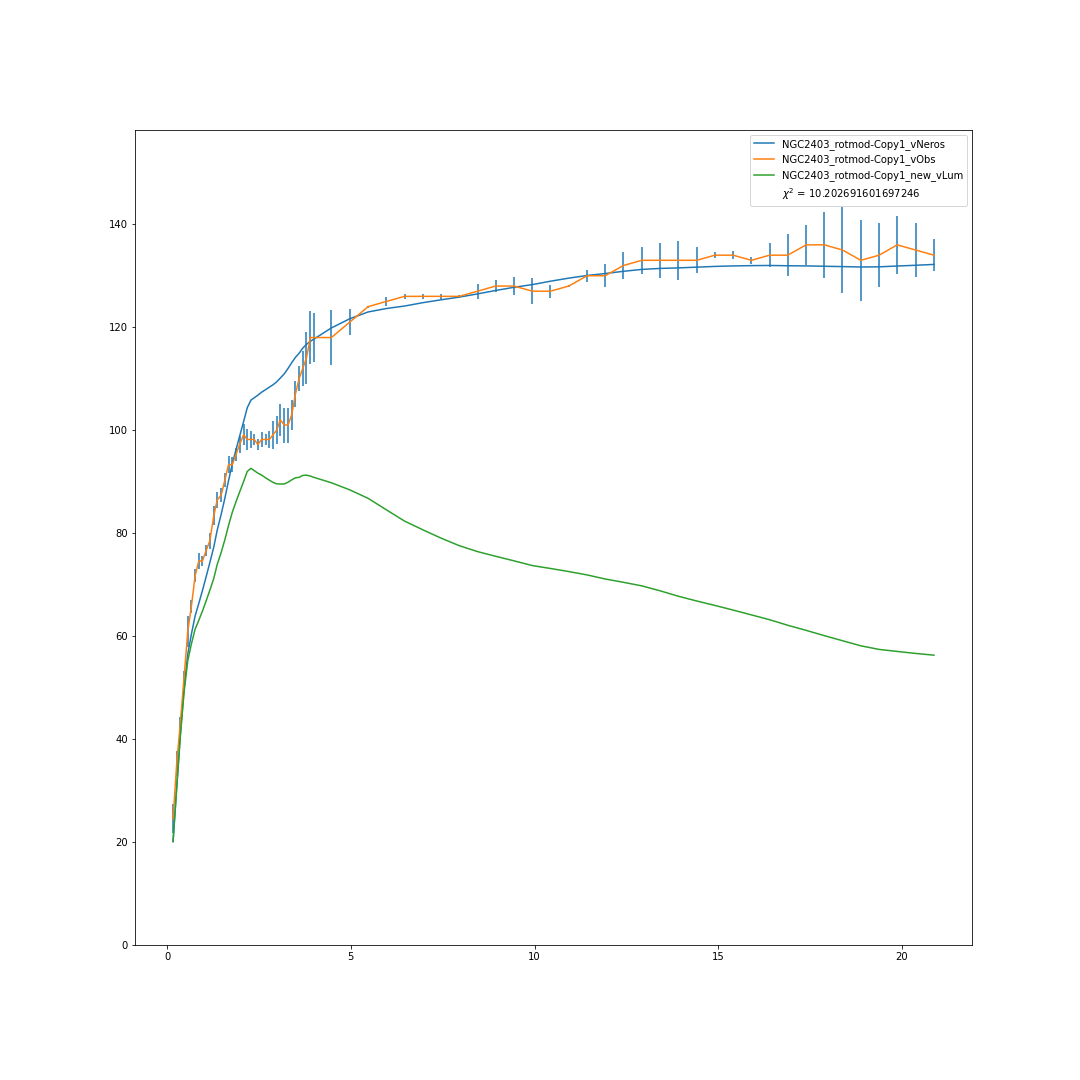 NGC2403_rotmod-Copy1_vNeros
NGC2403_rotmod-Copy1_vObs
NGC2403_rotmod-Copy1_new_vLum
χ² = 10.202691601697246
140
120
100
80
60
40
20
0
0 5 10 15 20